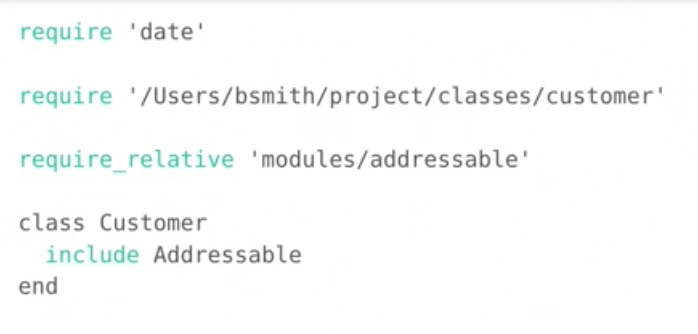 require 'date'
require '/Users/bsmith/project/classes/customer'
require_relative 'modules/addressable'
class Customer
  include Addressable
end